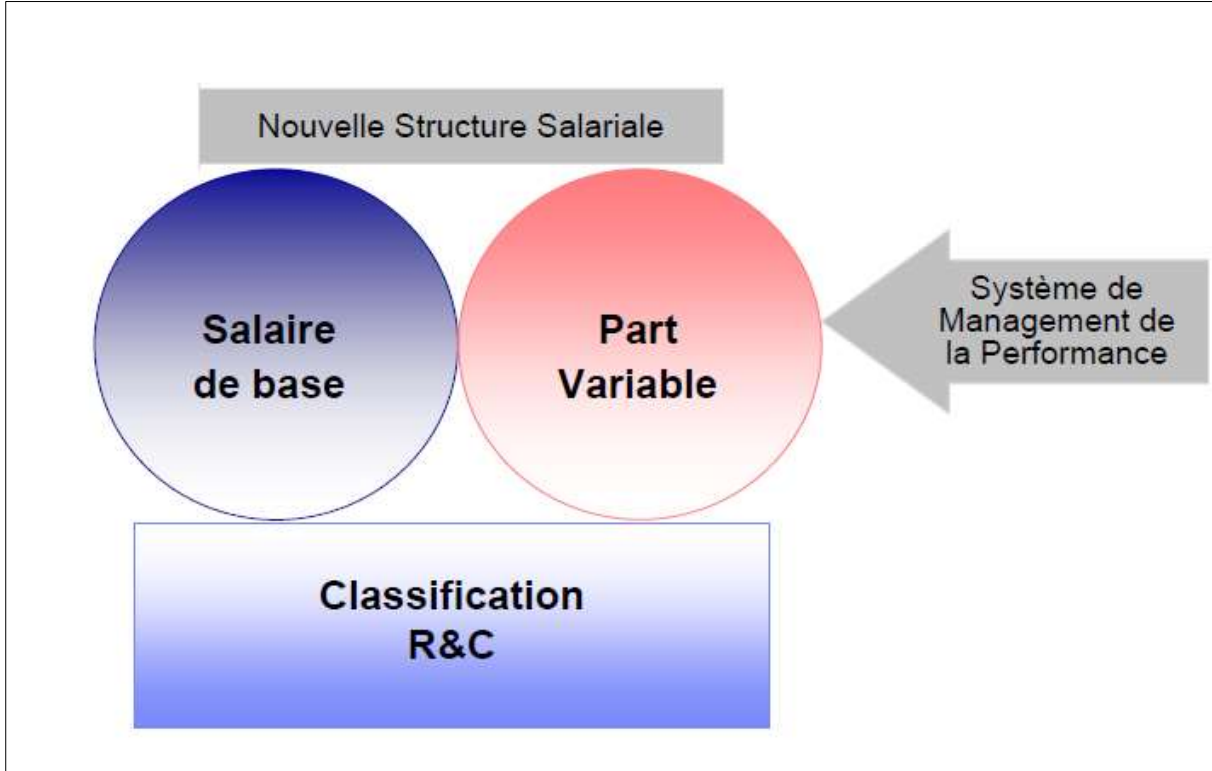 Nouvelle Structure Salariale
Salaire
de base
Part
Variable
Système de
Management de
la Performance
Classification
R&C